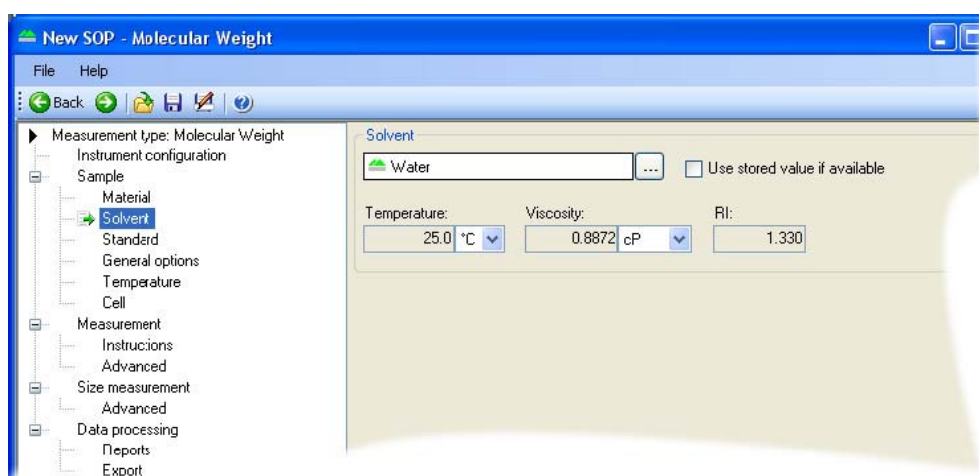 New SOP - Molecular Weight
File Help
Back
Measurement type: Molecular Weight
Instrument configuration
Sample
Material
Solvent
Standard
General options
Temperature
Cell
Measurement
Instructions
Advanced
Size measurement
Advanced
Data processing
Reports
Export
Solvent
Water
...
Use stored value if available
Temperature: Viscosity: RI:
25.0 °C 0.8872 cP 1.330